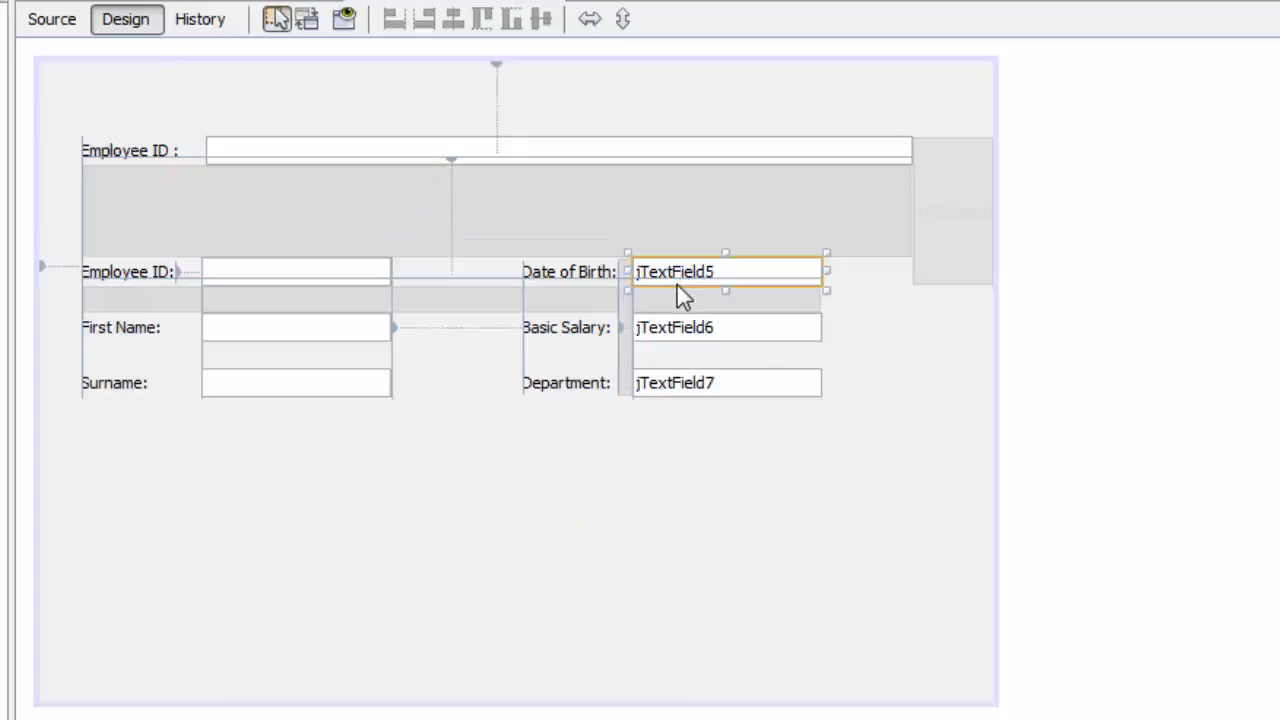 Source Design History
Employee ID :
Employee ID: Date of Birth: jTextField5
First Name: Basic Salary: jTextField6
Surname: Department: jTextField7